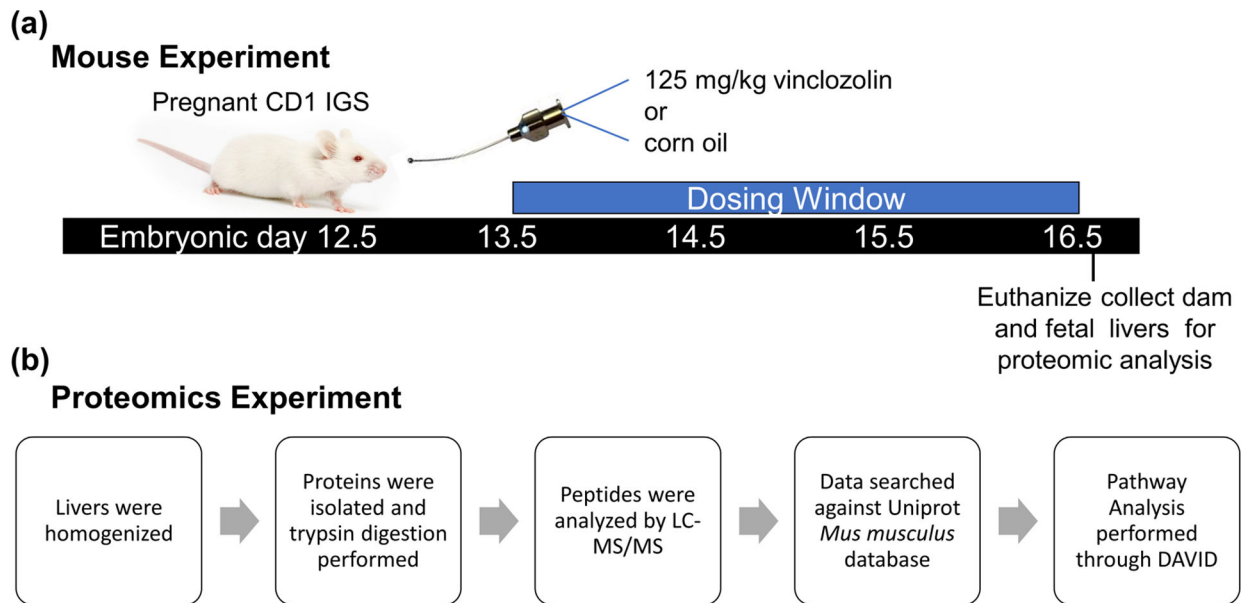 (a)
Mouse Experiment
Pregnant CD1 IGS
125 mg/kg vinclozolin
or
corn oil
Dosing Window
Embryonic day 12.5 13.5 14.5 15.5 16.5
Euthanize collect dam
and fetal livers for
proteomic analysis
(b)
Proteomics Experiment
Livers were
homogenized
Proteins were
isolated and
trypsin digestion
performed
Peptides were
analyzed by LC-
MS/MS
Data searched
against Uniprot
Mus musculus
database
Pathway
Analysis
performed
through DAVID